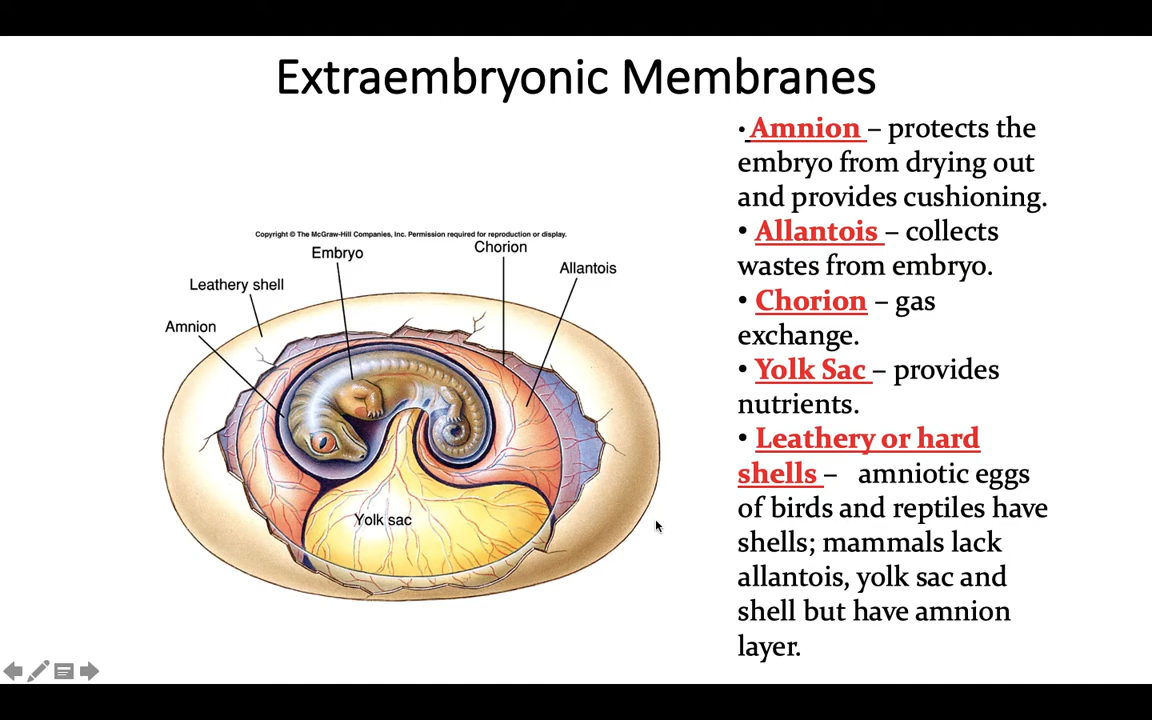 Extraembryonic Membranes
• Amnion – protects the
embryo from drying out
and provides cushioning.
• Allantois – collects
wastes from embryo.
• Chorion – gas
exchange.
• Yolk Sac – provides
nutrients.
• Leathery or hard
shells – amniotic eggs
of birds and reptiles have
shells; mammals lack
allantois, yolk sac and
shell but have amnion
layer.
Copyright © The McGraw-Hill Companies, Inc. Permission required for reproduction or display.
Embryo
Chorion
Allantois
Leathery shell
Amnion
Yolk sac